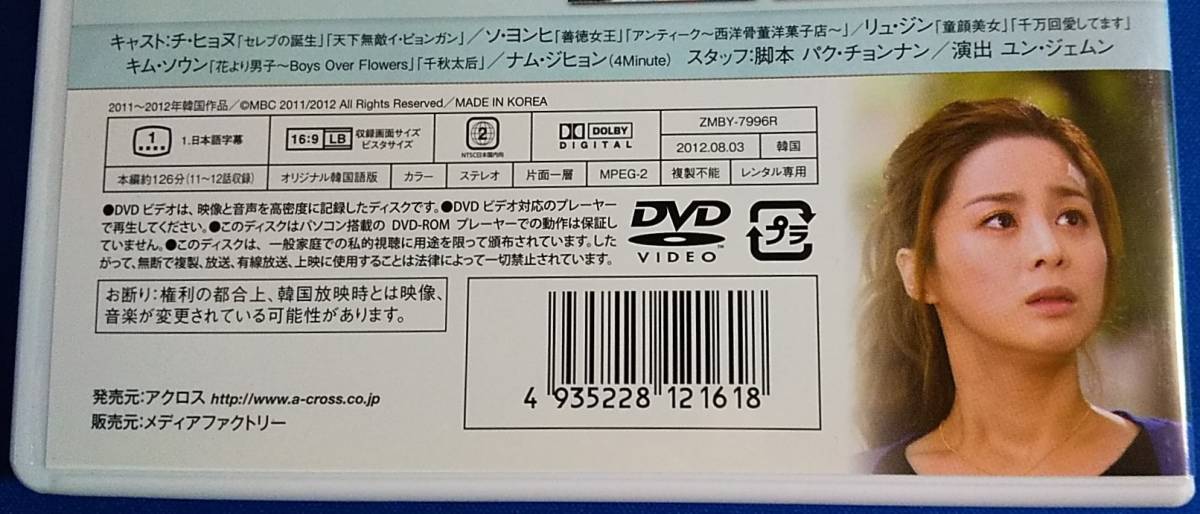 キャスト:チ・ヒョヌ「セレブの誕生」「天下無敵イ・ピョンガン」/ソ・ヨンヒ「善徳女王」「アンティーク〜西洋骨董洋菓子店〜」/リュ・ジン「童顔美女」「千万回愛してます」
キム・ソウン「花より男子〜Boys Over Flowers」「千秋太后」/ナム・ジヒョン(4Minute) スタッフ:脚本 パク・チョンナン/演出 ユン・ジェムン
2011〜2012年韓国作品/©MBC 2011/2012 All Rights Reserved/MADE IN KOREA
1 1.日本語字幕 16:9 LB 収録画面サイズ ビスタサイズ 2 NTSC日本国内向 DOLBY DIGITAL ZMBY-7996R
2012.08.03 韓国
本編約126分(11〜12話収録) オリジナル韓国語版 カラー ステレオ 片面一層 MPEG-2 複製不能 レンタル専用
●DVDビデオは、映像と音声を高密度に記録したディスクです。●DVDビデオ対応のプレーヤー
で再生してください。●このディスクはパソコン搭載の DVD-ROM プレーヤーでの動作は保証し
ていません。●このディスクは、一般家庭での私的視聴に用途を限って頒布されています。した
がって、無断で複製、放送、有線放送、上映に使用することは法律によって一切禁止されています。
DVD VIDEO™ プラ
お断り:権利の都合上、韓国放映時とは映像、
音楽が変更されている可能性があります。
発売元:アクロス http://www.a-cross.co.jp
販売元:メディアファクトリー
4 935228 121618